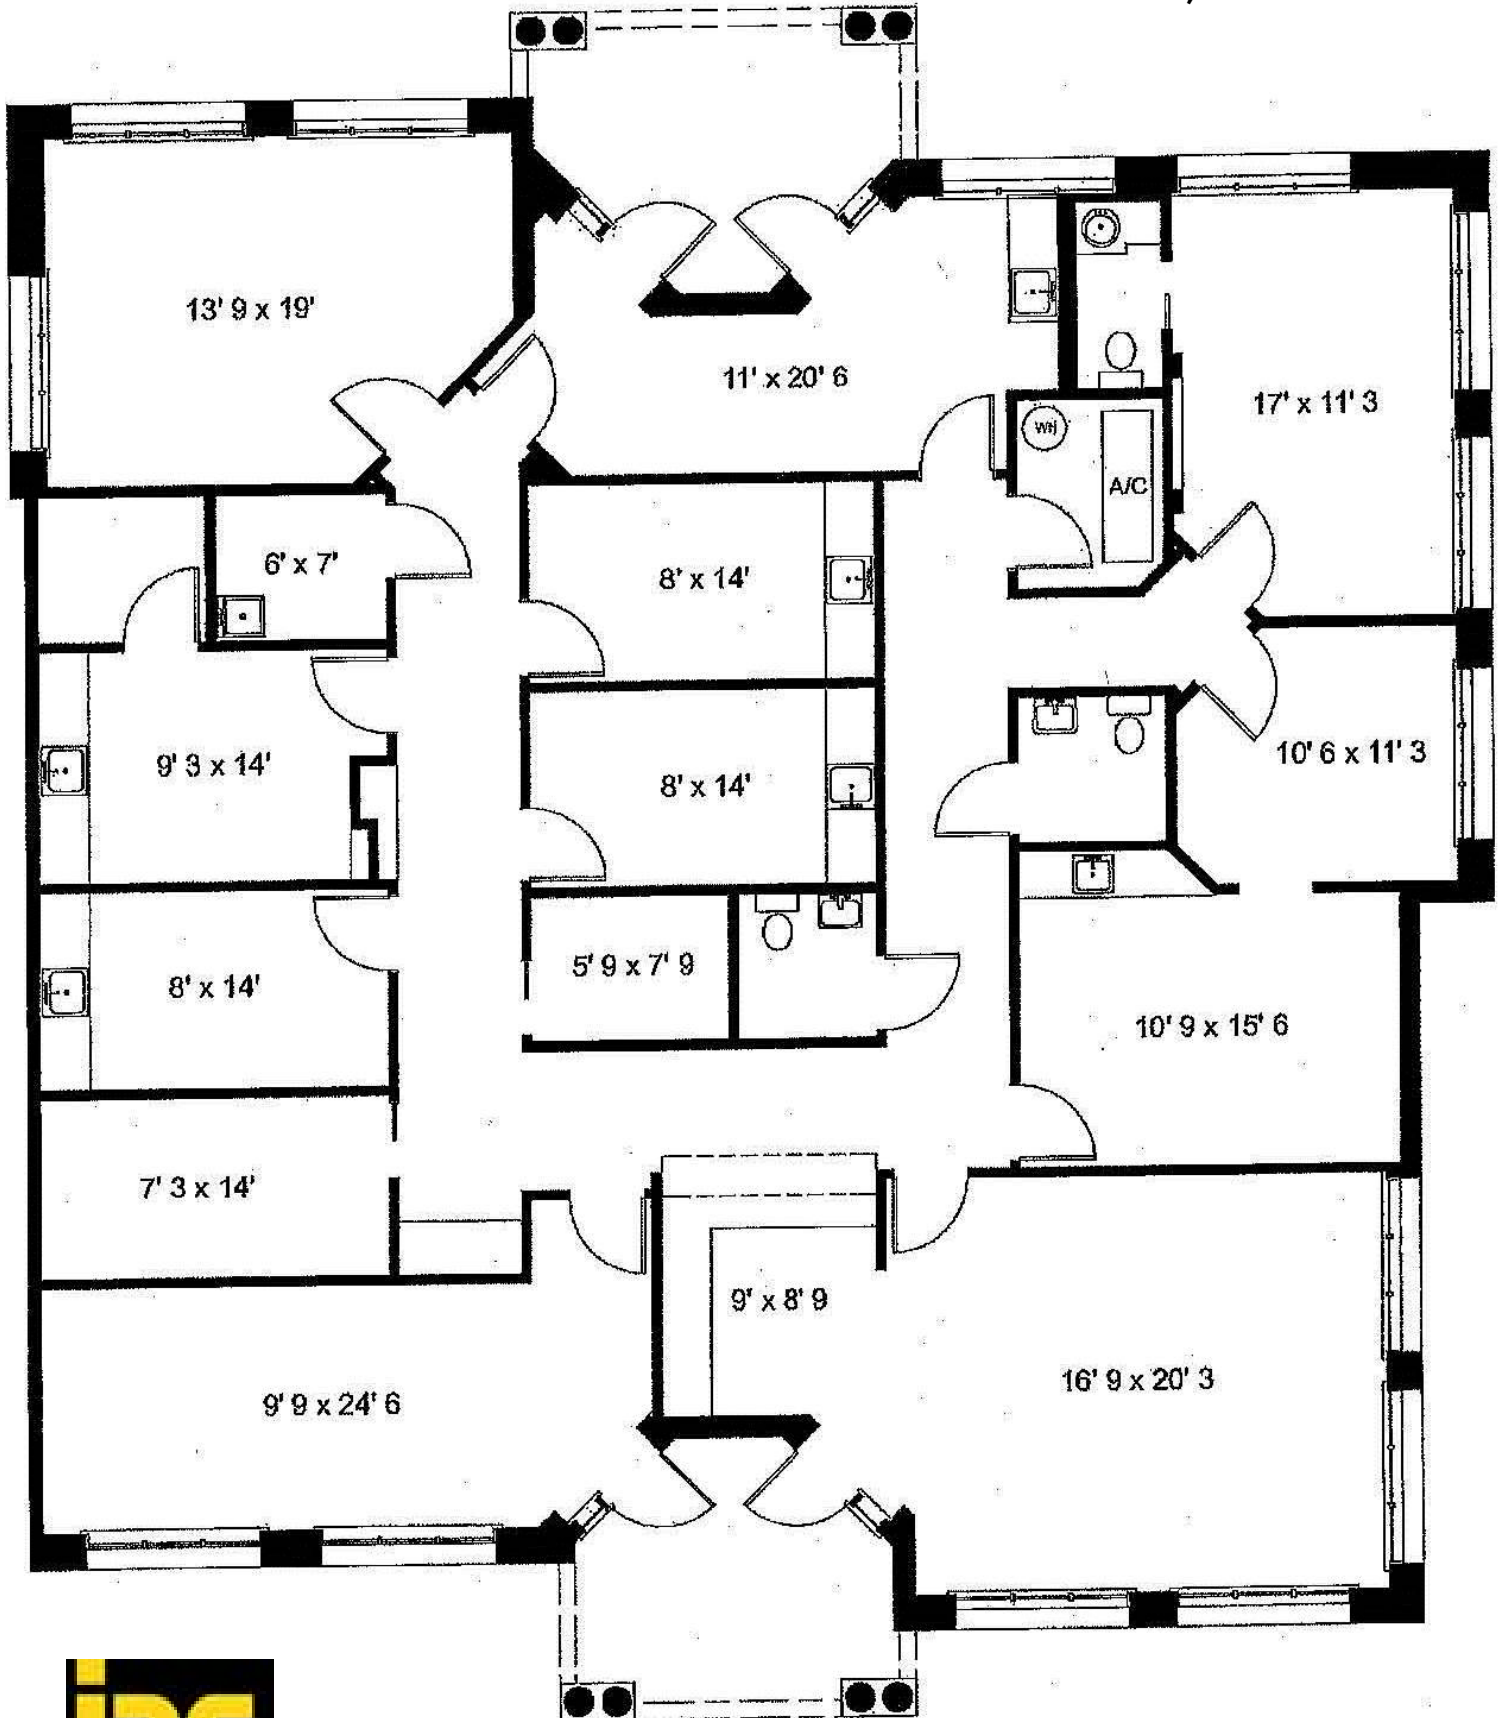 13' 9 x 19'
11' x 20' 6
17' x 11' 3
WH
A/C
6' x 7'
8' x 14'
9' 3 x 14'
8' x 14'
10' 6 x 11' 3
8' x 14'
5' 9 x 7' 9
10' 9 x 15' 6
7' 3 x 14'
9' x 8' 9
9' 9 x 24' 6
16' 9 x 20' 3